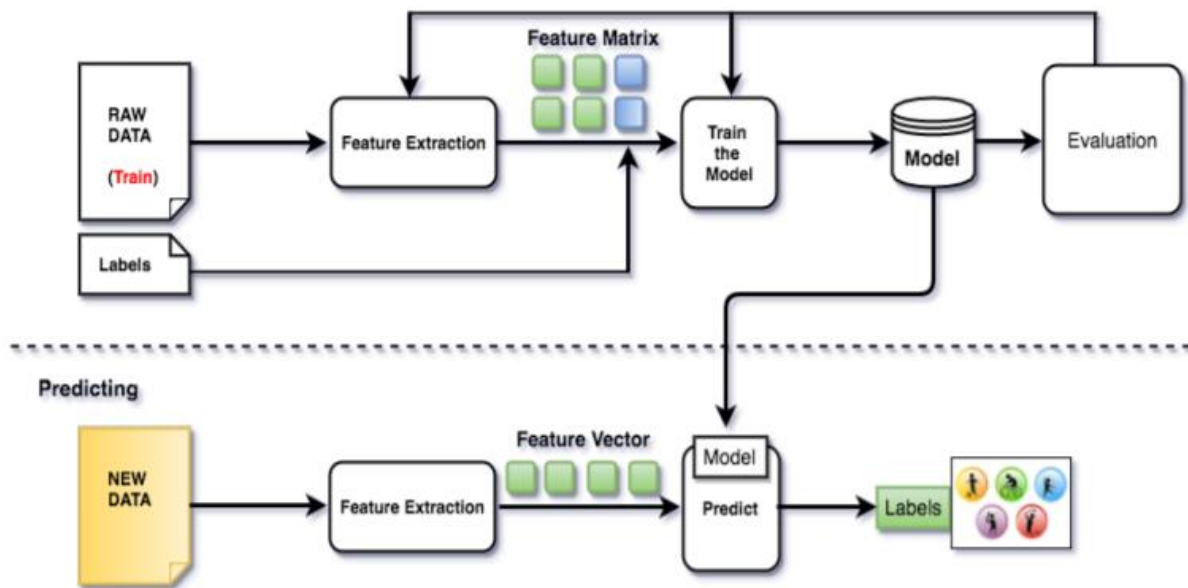 Feature Matrix
RAW
DATA
(Train)
Feature Extraction
Train
the
Model
Model
Evaluation
Labels
Predicting
NEW
DATA
Feature Extraction
Feature Vector
Model
Predict
Labels